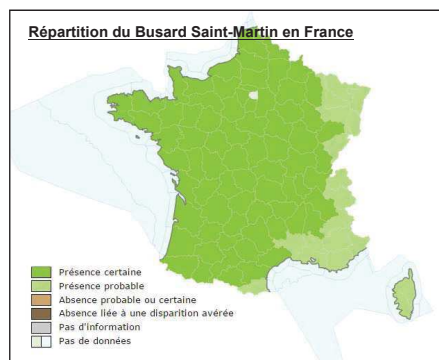 Répartition du Busard Saint-Martin en France
Présence certaine
Présence probable
Absence probable ou certaine
Absence liée à une disparition avérée
Pas d'information
Pas de données